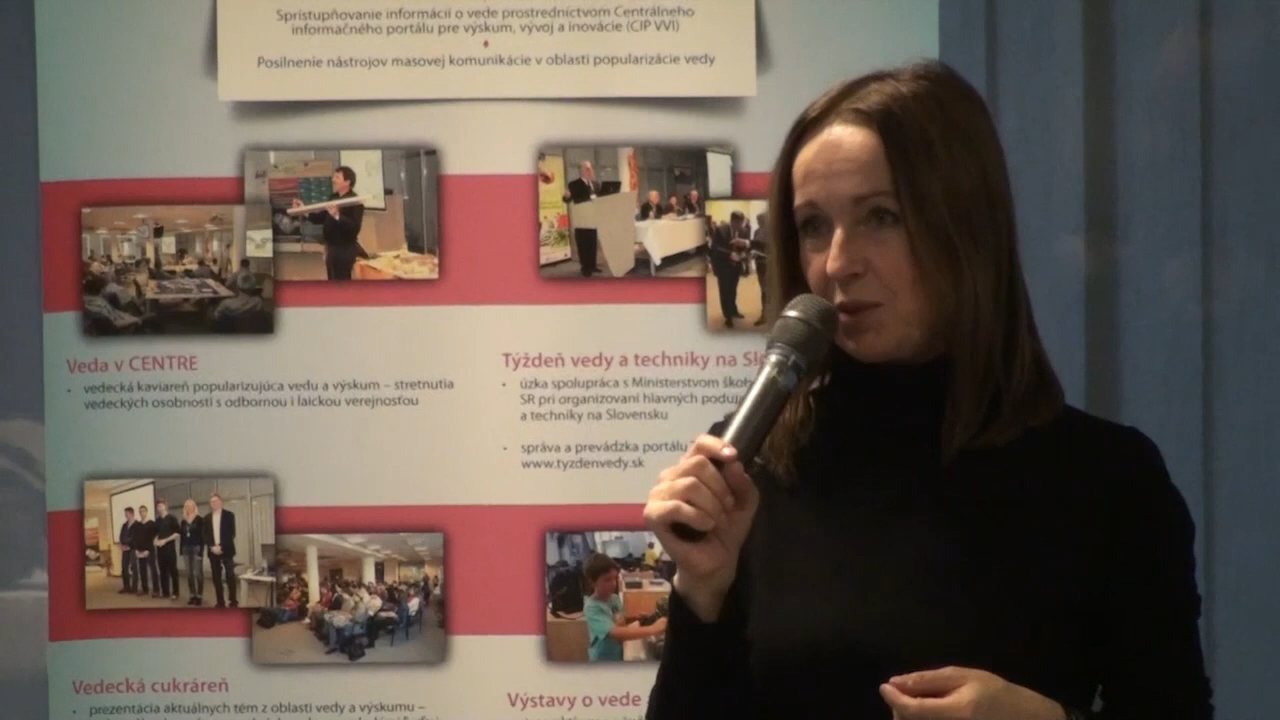 Sprístupňovanie informácií o vede prostredníctvom Centrálneho
informačného portálu pre výskum, vývoj a inovácie (CIP VVI)
Posilnenie nástrojov masovej komunikácie v oblasti popularizácie vedy
Veda v CENTRE
• vedecká kaviareň popularizujúca vedu a výskum – stretnutia
vedeckých osobností s odbornou i laickou verejnosťou
Týždeň vedy a techniky na
• úzka spolupráca s Ministerstvom
SR pri organizovaní hlavných
a techniky na Slovensku
• správa a prevádzka portálu
www.tyzdenvedy.sk
Vedecká cukráreň
• prezentácia aktuálnych tém z oblasti vedy a výskumu –
Výstavy o vede